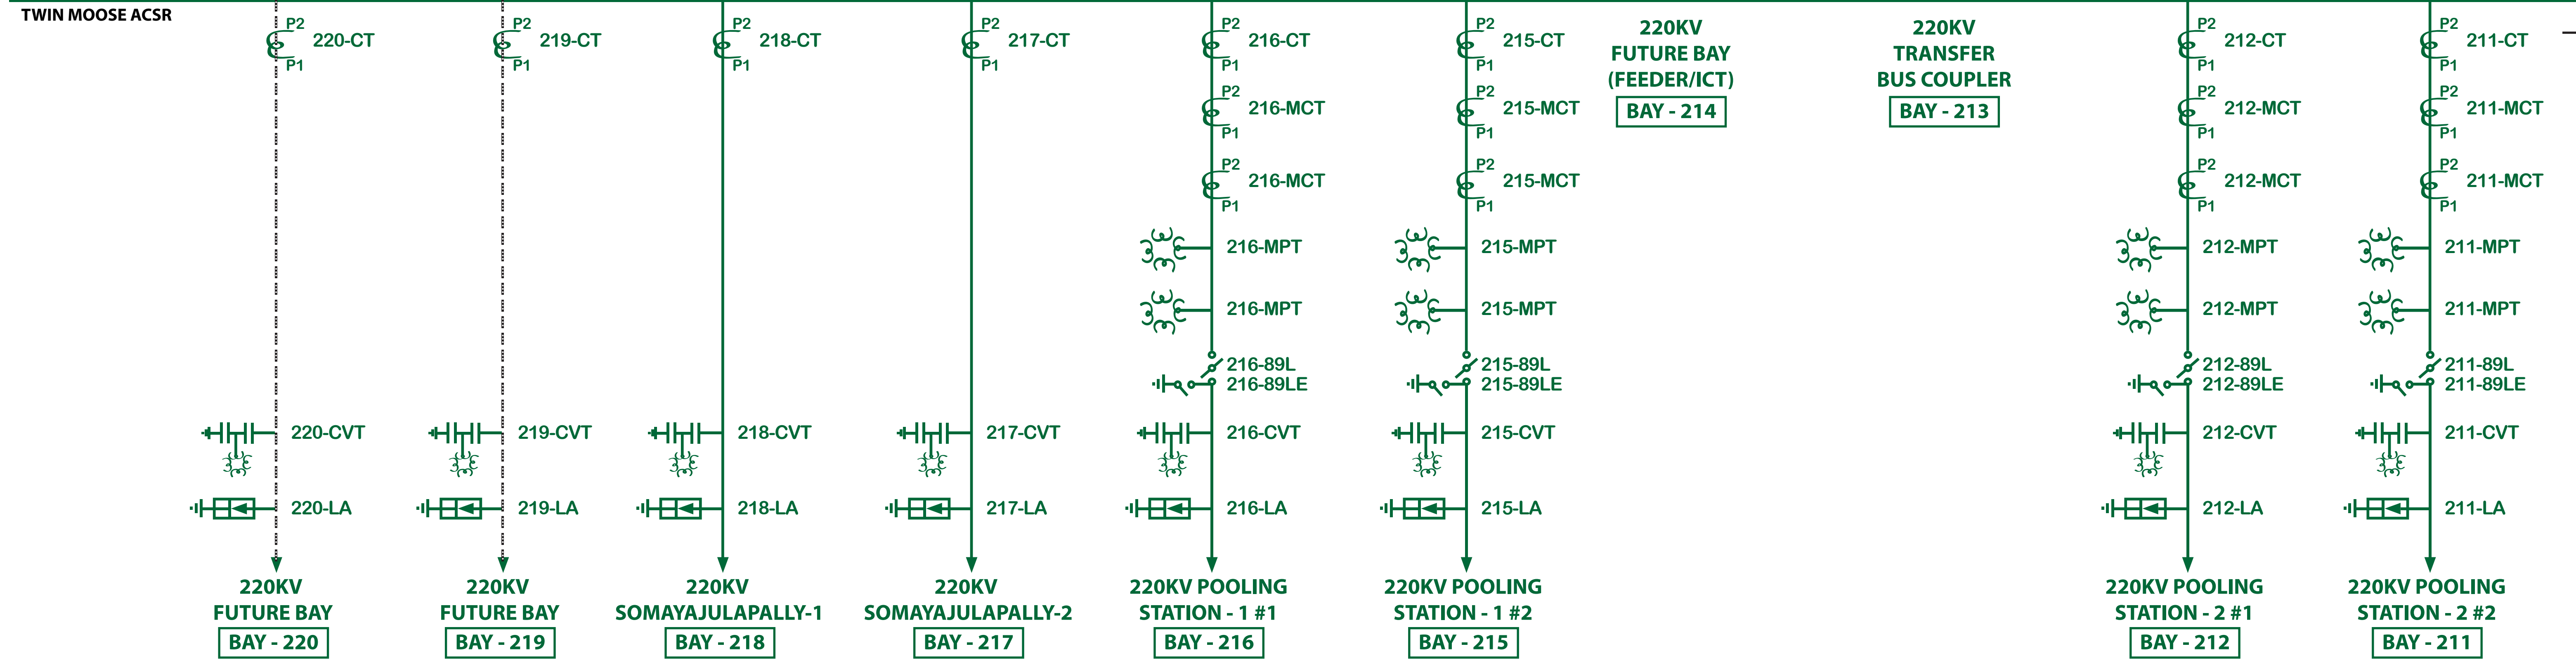 TWIN MOOSE ACSR
P2
220-CT
P1
220-CVT
220-LA
220KV
FUTURE BAY
BAY - 220
P2
219-CT
P1
219-CVT
219-LA
220KV
FUTURE BAY
BAY - 219
P2
218-CT
P1
218-CVT
218-LA
220KV
SOMAYAJULAPALLY-1
BAY - 218
P2
217-CT
P1
217-CVT
217-LA
220KV
SOMAYAJULAPALLY-2
BAY - 217
P2
216-CT
P1
P2
216-MCT
P1
P2
216-MCT
P1
216-MPT
216-MPT
216-89L
216-89LE
216-CVT
216-LA
220KV POOLING
STATION - 1 #1
BAY - 216
P2
215-CT
P1
P2
215-MCT
P1
P2
215-MCT
P1
215-MPT
215-MPT
215-89L
215-89LE
215-CVT
215-LA
220KV POOLING
STATION - 1 #2
BAY - 215
220KV
FUTURE BAY
(FEEDER/ICT)
BAY - 214
220KV
TRANSFER
BUS COUPLER
BAY - 213
P2
212-CT
P1
P2
212-MCT
P1
P2
212-MCT
P1
212-MPT
212-MPT
212-89L
212-89LE
212-CVT
212-LA
220KV POOLING
STATION - 2 #1
BAY - 212
P2
211-CT
P1
P2
211-MCT
P1
P2
211-MCT
P1
211-MPT
211-MPT
211-89L
211-89LE
211-CVT
211-LA
220KV POOLING
STATION - 2 #2
BAY - 211